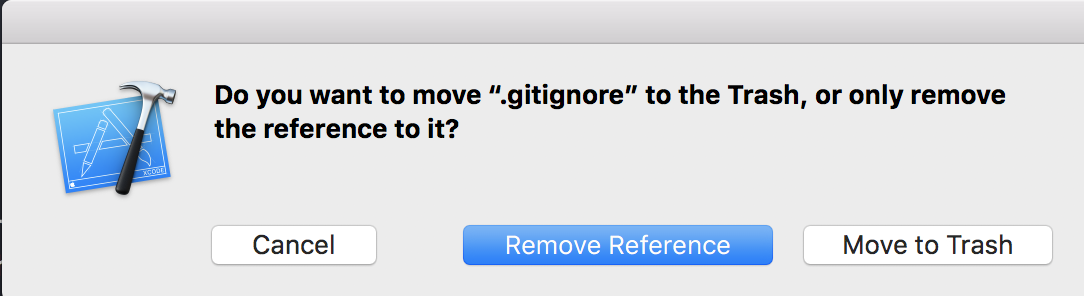 Do you want to move “.gitignore” to the Trash, or only remove
the reference to it?
XCODE
Cancel
Remove Reference
Move to Trash